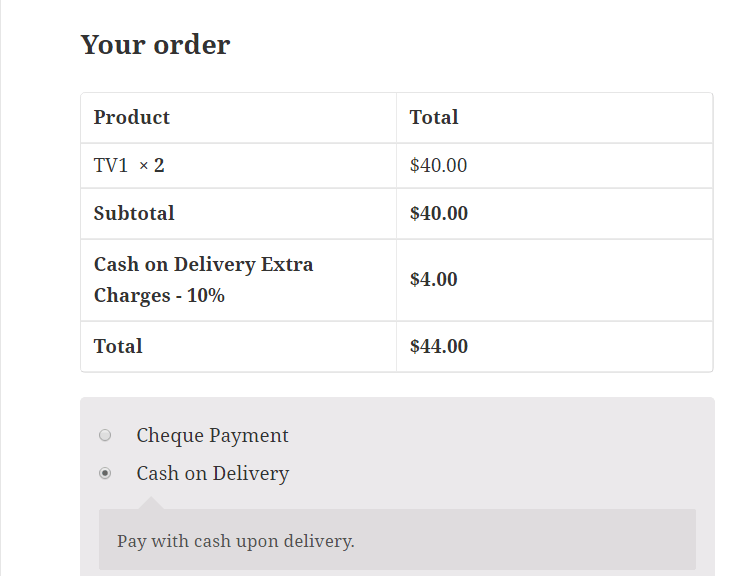 Your order
Product Total
TV1 × 2 $40.00
Subtotal $40.00
Cash on Delivery Extra
Charges - 10% $4.00
Total $44.00
Cheque Payment
Cash on Delivery
Pay with cash upon delivery.